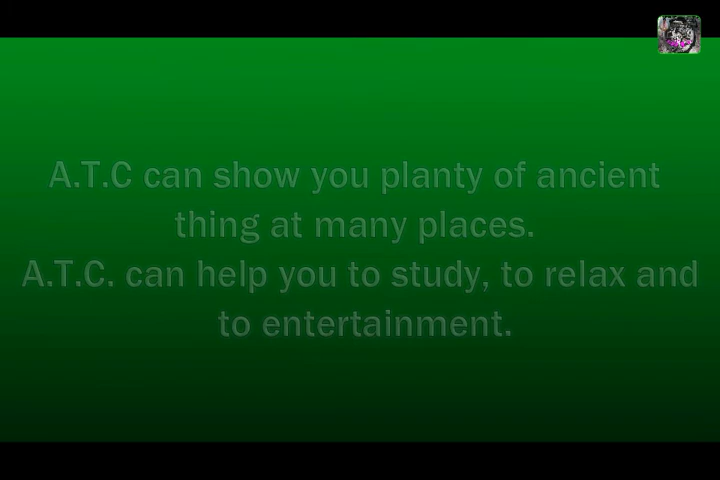 A.T.C can show you planty of ancient
thing at many places.
A.T.C. can help you to study, to relax and
to entertainment.